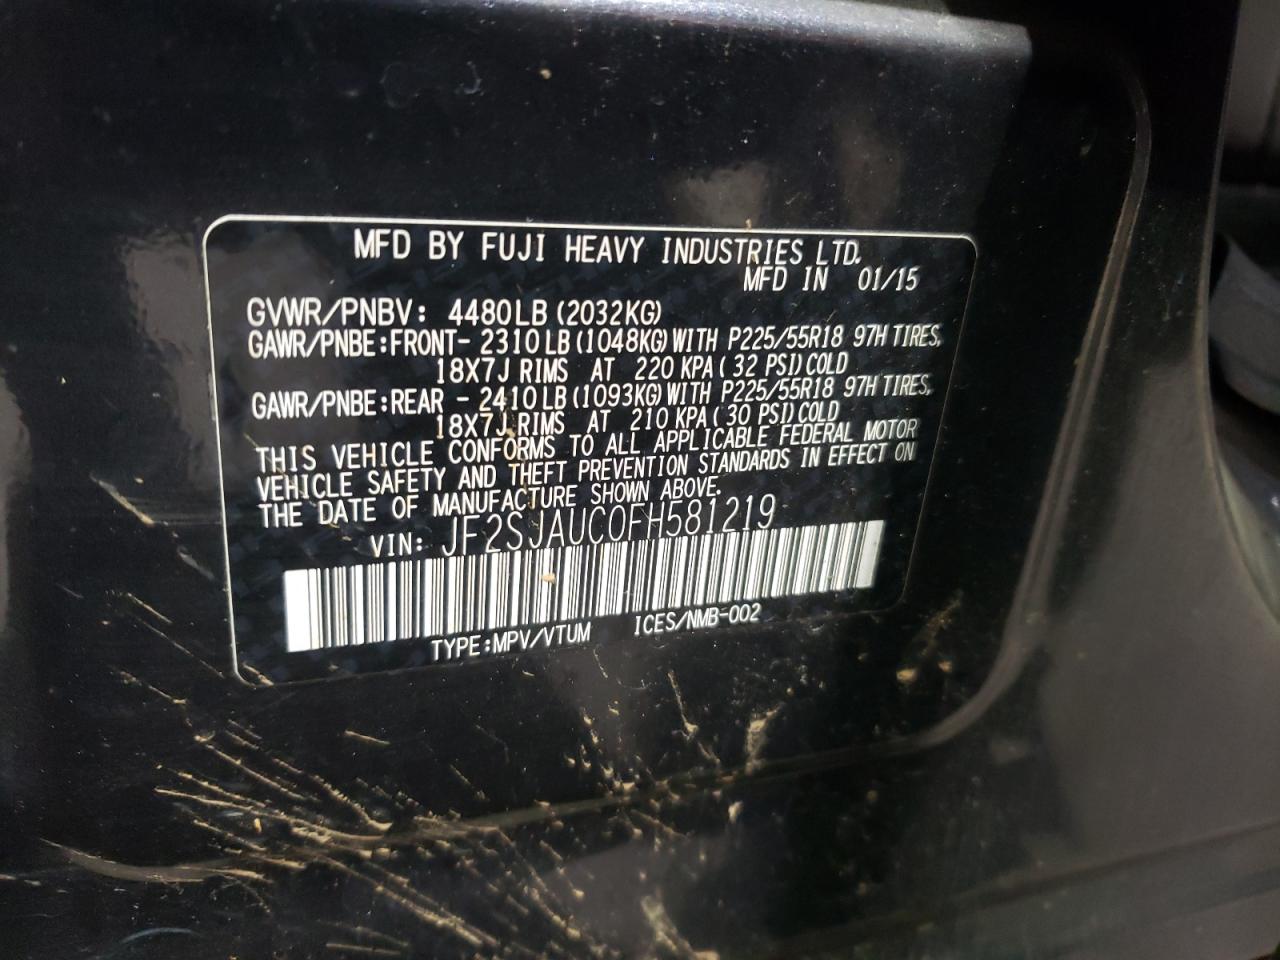 MFD BY FUJI HEAVY INDUSTRIES LTD.
MFD IN 01/15
GVWR/PNBV: 4480LB (2032KG)
GAWR/PNBE:FRONT- 2310LB (1048KG) WITH P225/55R18 97H TIRES,
18X7J RIMS AT 220 KPA ( 32 PSI) COLD
GAWR/PNBE:REAR - 2410LB (1093KG) WITH P225/55R18 97H TIRES,
18X7J RIMS AT 210 KPA ( 30 PSI) COLD
THIS VEHICLE CONFORMS TO ALL APPLICABLE FEDERAL MOTOR
VEHICLE SAFETY AND THEFT PREVENTION STANDARDS IN EFFECT ON
THE DATE OF MANUFACTURE SHOWN ABOVE.
VIN: JF2SJAUC0FH581219
TYPE:MPV/VTUM ICES/NMB-002